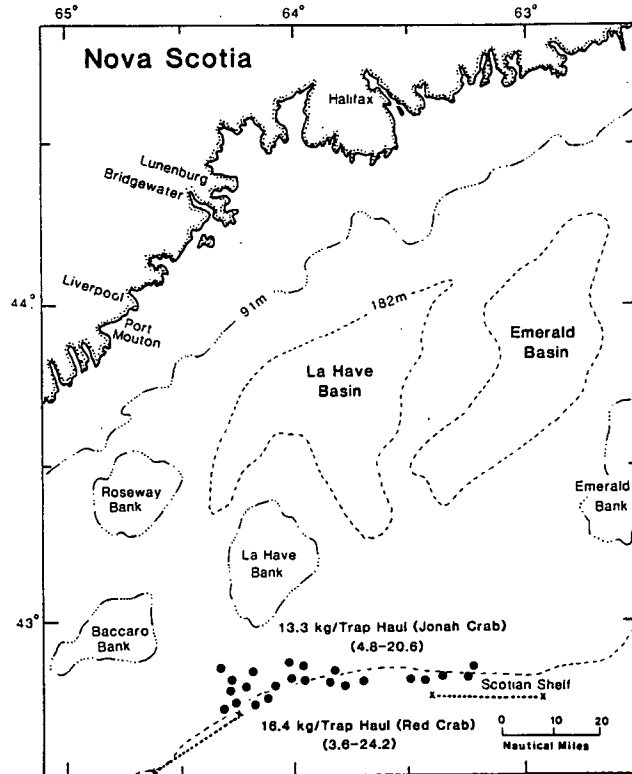 65° 64° 63°
Nova Scotia
Halifax
Lunenburg
Bridgewater
Liverpool
44°
Port
Mouton
91m
182m
Emerald
Basin
La Have
Basin
Roseway
Bank
Emerald
Bank
La Have
Bank
43°
13.3 kg/Trap Haul (Jonah Crab)
(4.8–20.6)
Baccaro
Bank
Scotian Shelf
16.4 kg/Trap Haul (Red Crab)
(3.6–24.2)
0 10 20
Nautical Miles